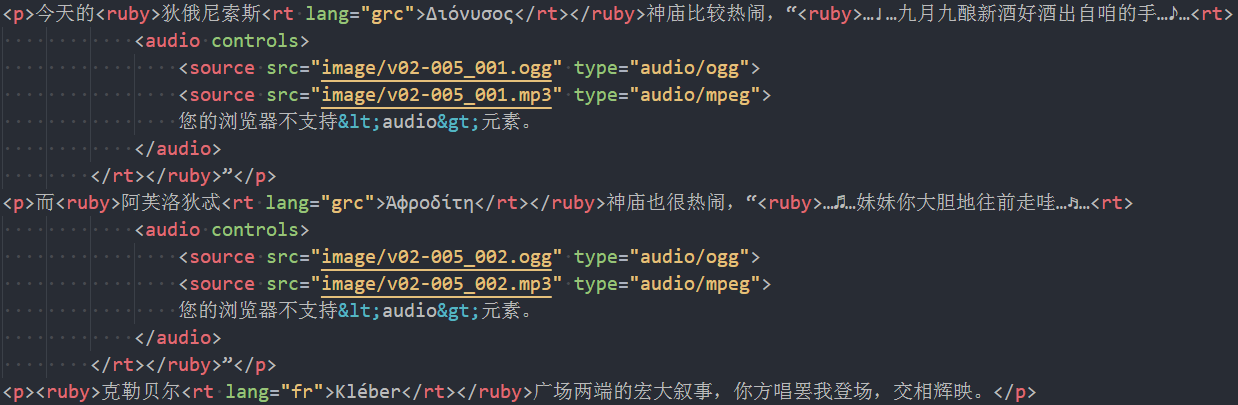 <p>今天的<ruby>狄俄尼索斯<rt lang="grc">Διόνυσος</rt></ruby>神庙比较热闹，“<ruby>…♩…九月九酿新酒好酒出自咱的手…♪…<rt>
<audio controls>
<source src="image/v02-005_001.ogg" type="audio/ogg">
<source src="image/v02-005_001.mp3" type="audio/mpeg">
您的浏览器不支持&lt;audio&gt;元素。
</audio>
</rt></ruby>”</p>
<p>而<ruby>阿芙洛狄忒<rt lang="grc">Ἀφροδίτη</rt></ruby>神庙也很热闹，“<ruby>…♬…妹妹你大胆地往前走哇…♬…<rt>
<audio controls>
<source src="image/v02-005_002.ogg" type="audio/ogg">
<source src="image/v02-005_002.mp3" type="audio/mpeg">
您的浏览器不支持&lt;audio&gt;元素。
</audio>
</rt></ruby>”</p>
<p><ruby>克勒贝尔<rt lang="fr">Kléber</rt></ruby>广场两端的宏大叙事，你方唱罢我登场，交相辉映。</p>